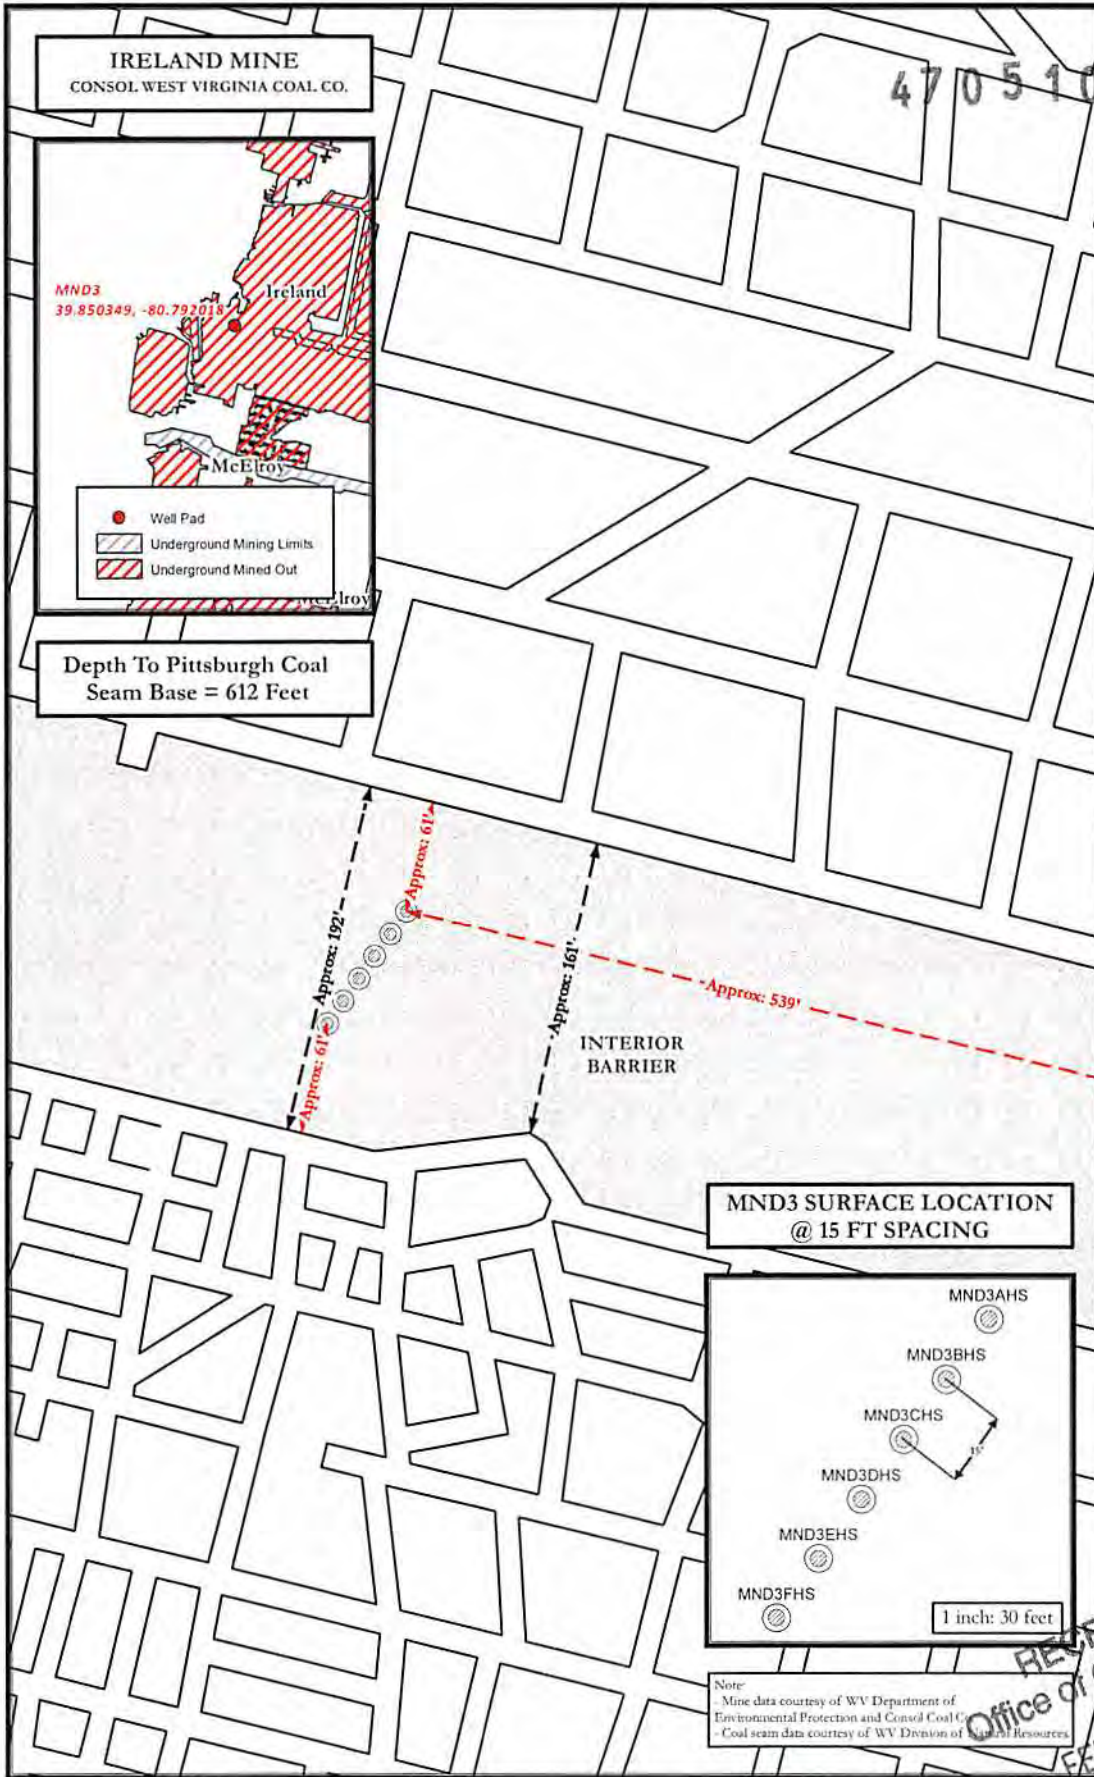 IRELAND MINE
CONSOL WEST VIRGINIA COAL CO.
470510
MND3
39.850349, -80.792018
Ireland
McElroy
Well Pad
Underground Mining Limits
Underground Mined Out
McElroy
Depth To Pittsburgh Coal
Seam Base = 612 Feet
Approx: 61'
Approx: 192'
Approx: 161'
Approx: 539'
Approx: 61'
INTERIOR
BARRIER
MND3 SURFACE LOCATION
@ 15 FT SPACING
MND3AHS
MND3BHS
MND3CHS
15'
MND3DHS
MND3EHS
MND3FHS
1 inch: 30 feet
Note:
- Mine data courtesy of WV Department of
Environmental Protection and Consol Coal
- Coal seam data courtesy of WV Division of Natural Resources
Office of